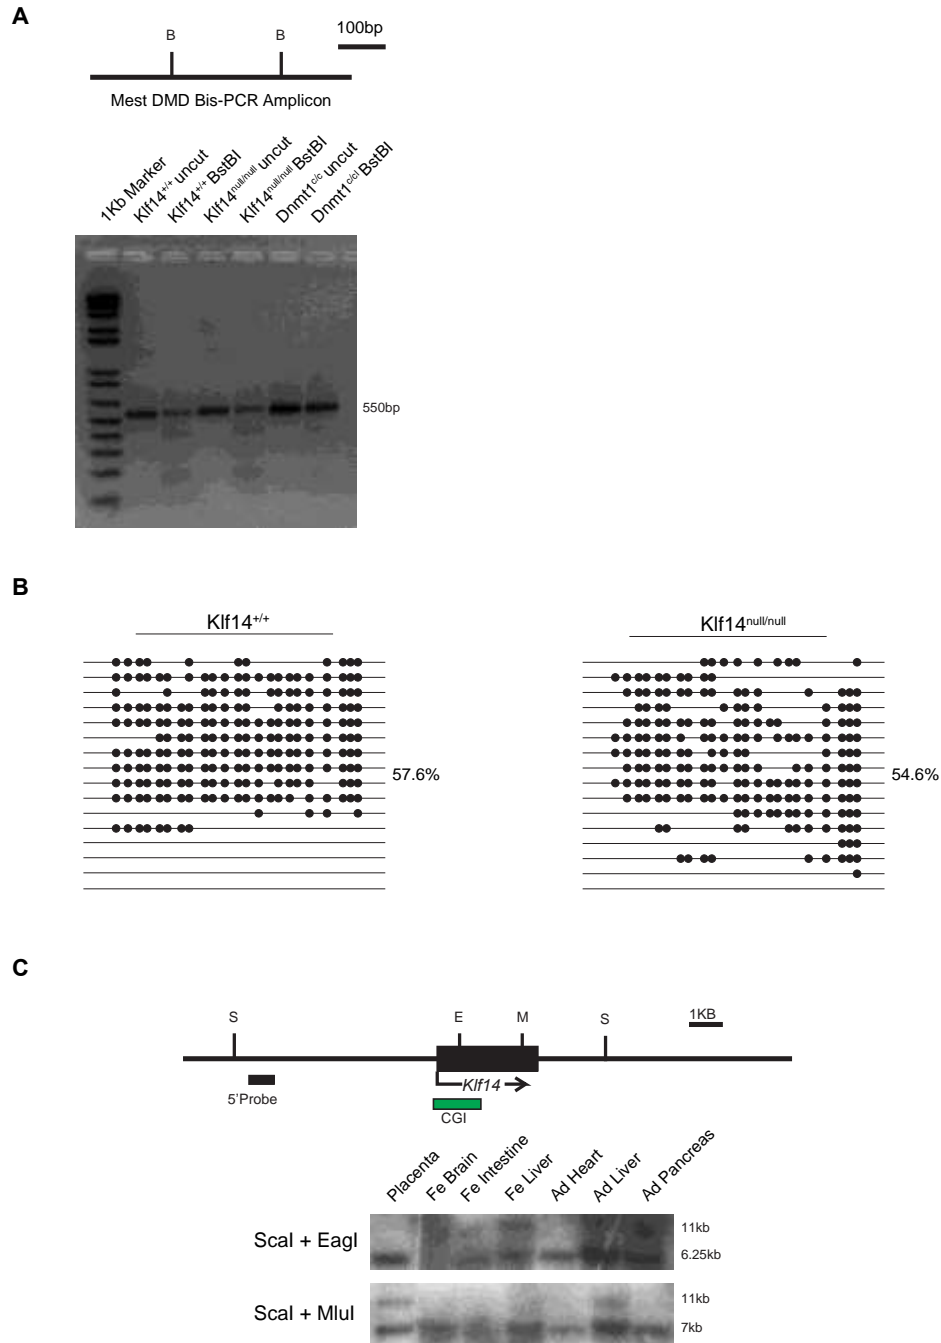 A
B B 100bp
Mest DMD Bis-PCR Amplicon
1Kb Marker
Klf14+/+ uncut
Klf14+/+ BstBI
Klf14null/null uncut
Klf14null/null BstBI
Dnmt1c/c uncut
Dnmt1c/c BstBI
550bp
B
Klf14+/+
Klf14null/null
57.6%
54.6%
C
S E M S 1KB
5'Probe
Klf14
CGI
Placenta
Fe Brain
Fe Intestine
Fe Liver
Ad Heart
Ad Liver
Ad Pancreas
ScaI + EagI
11kb
6.25kb
ScaI + MluI
11kb
7kb